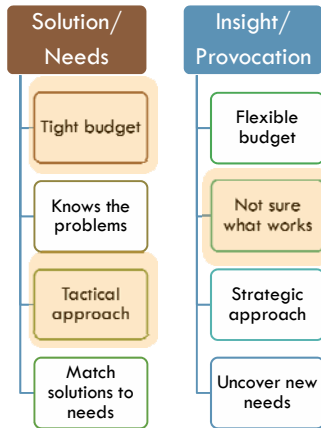 Solution/
Needs
Tight budget
Knows the
problems
Tactical
approach
Match
solutions to
needs
Insight/
Provocation
Flexible
budget
Not sure
what works
Strategic
approach
Uncover new
needs